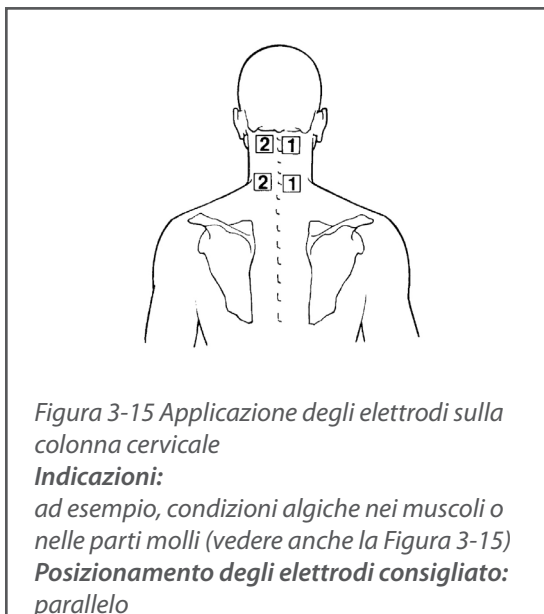 2 1
2 1
Figura 3-15 Applicazione degli elettrodi sulla
colonna cervicale
Indicazioni:
ad esempio, condizioni algiche nei muscoli o
nelle parti molli (vedere anche la Figura 3-15)
Posizionamento degli elettrodi consigliato:
parallelo